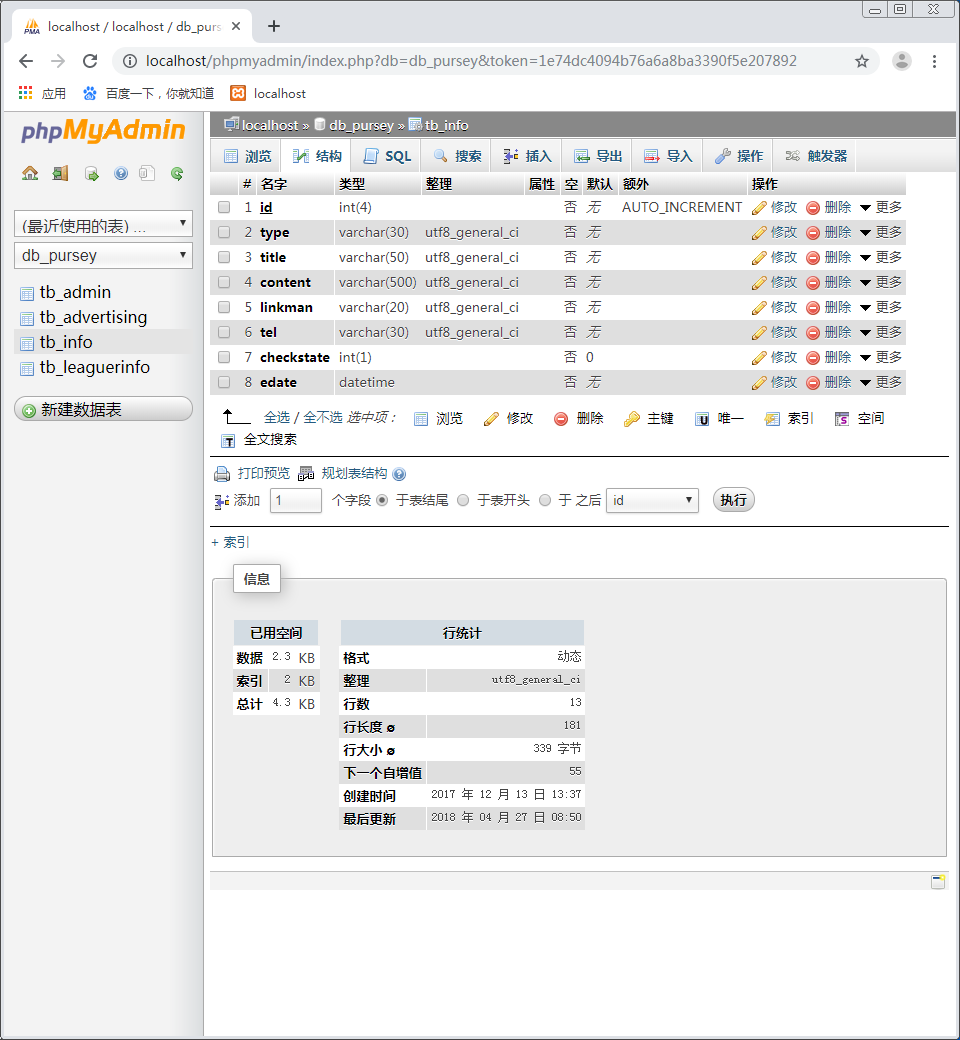 localhost / localhost / db_purs
localhost/phpmyadmin/index.php?db=db_pursey&token=1e74dc4094b76a6a8ba3390f5e207892
应用 百度一下，你就知道 localhost
phpMyAdmin
(最近使用的表) ...
db_pursey
tb_admin
tb_advertising
tb_info
tb_leaguerinfo
新建数据表
localhost » db_pursey » tb_info
浏览 结构 SQL 搜索 插入 导出 导入 操作 触发器
# 名字 类型 整理 属性 空 默认 额外 操作
1 id int(4) 否 无 AUTO_INCREMENT 修改 删除 更多
2 type varchar(30) utf8_general_ci 否 无 修改 删除 更多
3 title varchar(50) utf8_general_ci 否 无 修改 删除 更多
4 content varchar(500) utf8_general_ci 否 无 修改 删除 更多
5 linkman varchar(20) utf8_general_ci 否 无 修改 删除 更多
6 tel varchar(30) utf8_general_ci 否 无 修改 删除 更多
7 checkstate int(1) 否 0 修改 删除 更多
8 edate datetime 否 无 修改 删除 更多
全选 / 全不选 选中项： 浏览 修改 删除 主键 唯一 索引 空间
全文搜索
打印预览 规划表结构
添加 1 个字段 于表结尾 于表开头 于 之后 id 执行
+ 索引
信息
已用空间
数据 2.3 KB
索引 2 KB
总计 4.3 KB
行统计
格式 动态
整理 utf8_general_ci
行数 13
行长度 ø 181
行大小 ø 339 字节
下一个自增值 55
创建时间 2017 年 12 月 13 日 13:37
最后更新 2018 年 04 月 27 日 08:50